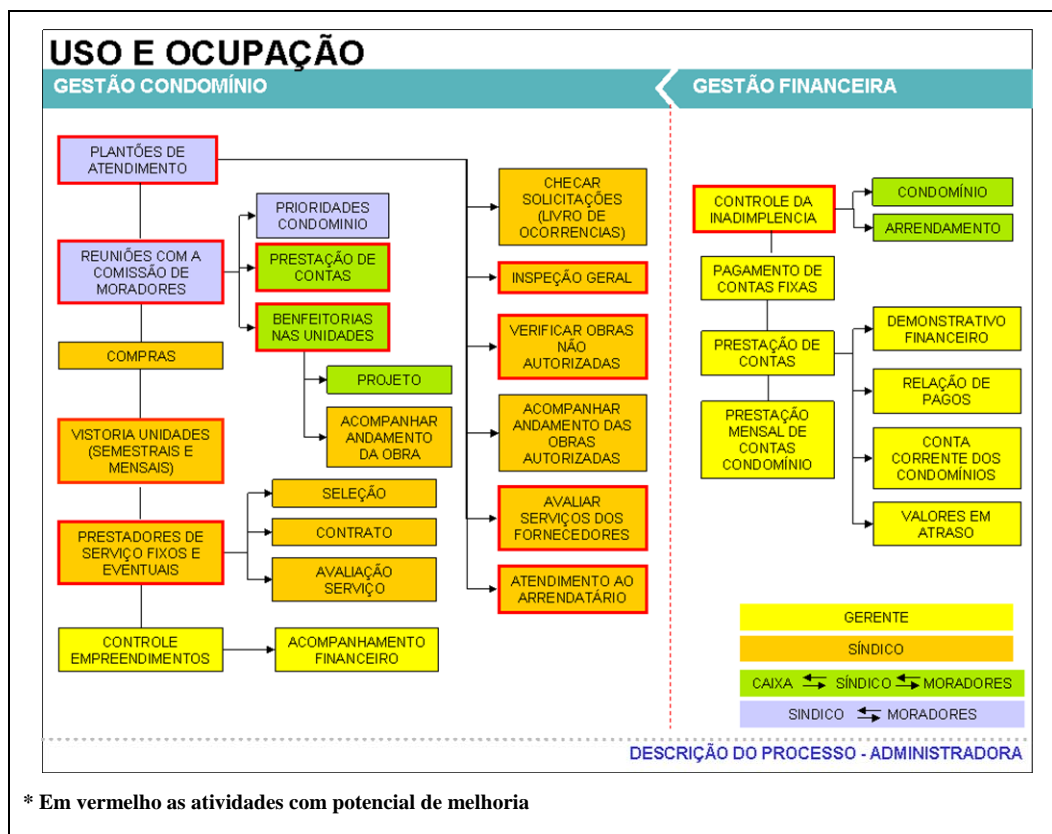 USO E OCUPAÇÃO
GESTÃO CONDOMÍNIO
GESTÃO FINANCEIRA
PLANTÕES DE
ATENDIMENTO
REUNIÕES COM A
COMISSÃO DE
MORADORES
COMPRAS
VISTORIA UNIDADES
(SEMESTRAIS E
MENSAIS)
PRESTADORES DE
SERVIÇO FIXOS E
EVENTUAIS
CONTROLE
EMPREENDIMENTOS
PRIORIDADES
CONDOMINIO
PRESTAÇÃO DE
CONTAS
BENFEITORIAS
NAS UNIDADES
PROJETO
ACOMPANHAR
ANDAMENTO
DA OBRA
SELEÇÃO
CONTRATO
AVALIAÇÃO
SERVIÇO
ACOMPANHAMENTO
FINANCEIRO
CHECAR
SOLICITAÇÕES
(LIVRO DE
OCORRENCIAS)
INSPEÇÃO GERAL
VERIFICAR OBRAS
NÃO
AUTORIZADAS
ACOMPANHAR
ANDAMENTO DAS
OBRAS
AUTORIZADAS
AVALIAR
SERVIÇOS DOS
FORNECEDORES
ATENDIMENTO AO
ARRENDATÁRIO
CONTROLE DA
INADIMPLENCIA
PAGAMENTO DE
CONTAS FIXAS
PRESTAÇÃO DE
CONTAS
PRESTAÇÃO
MENSAL DE
CONTAS
CONDOMÍNIO
CONDOMÍNIO
ARRENDAMENTO
DEMONSTRATIVO
FINANCEIRO
RELAÇÃO DE
PAGOS
CONTA
CORRENTE DOS
CONDOMÍNIOS
VALORES EM
ATRASO
GERENTE
SÍNDICO
CAIXA SÍNDICO MORADORES
SINDICO MORADORES
DESCRIÇÃO DO PROCESSO - ADMINISTRADORA
* Em vermelho as atividades com potencial de melhoria